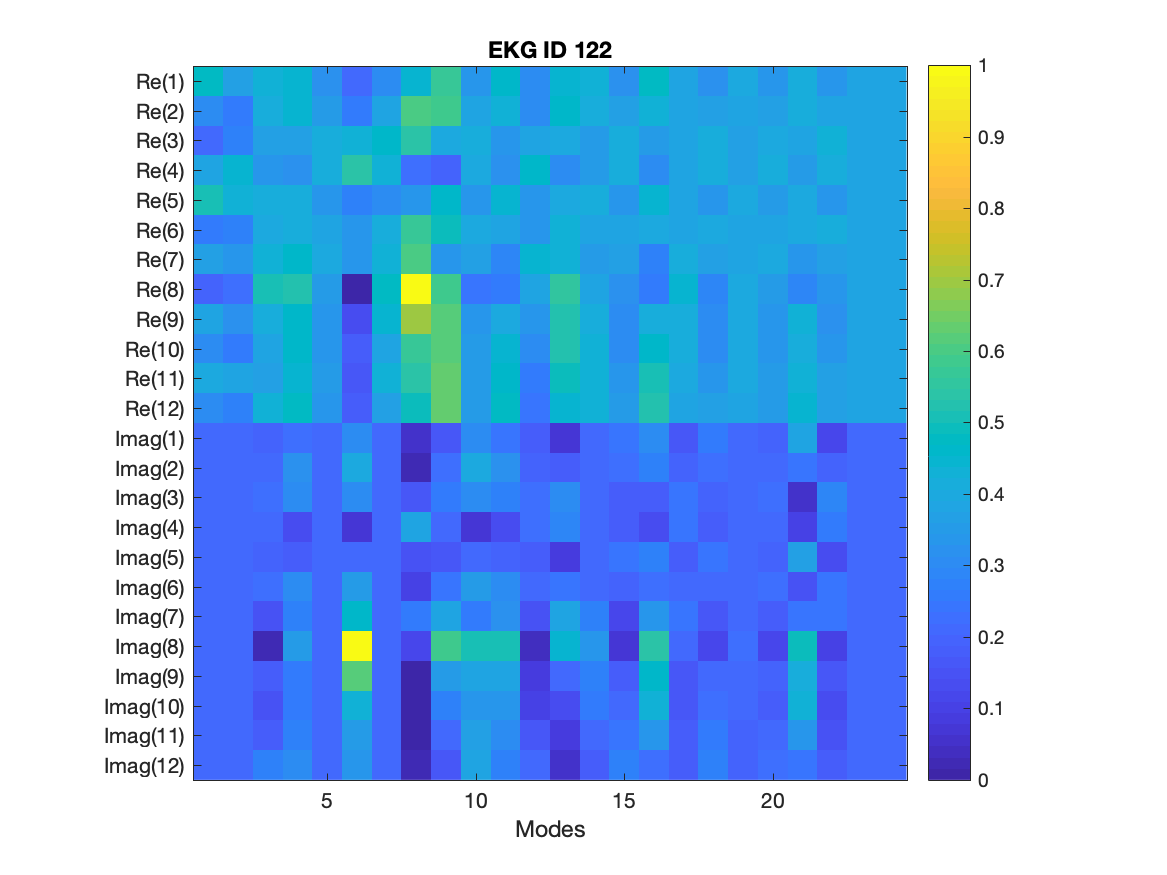 EKG ID 122
Re(1)
Re(2)
Re(3)
Re(4)
Re(5)
Re(6)
Re(7)
Re(8)
Re(9)
Re(10)
Re(11)
Re(12)
Imag(1)
Imag(2)
Imag(3)
Imag(4)
Imag(5)
Imag(6)
Imag(7)
Imag(8)
Imag(9)
Imag(10)
Imag(11)
Imag(12)
5 10 15 20
Modes
1
0.9
0.8
0.7
0.6
0.5
0.4
0.3
0.2
0.1
0